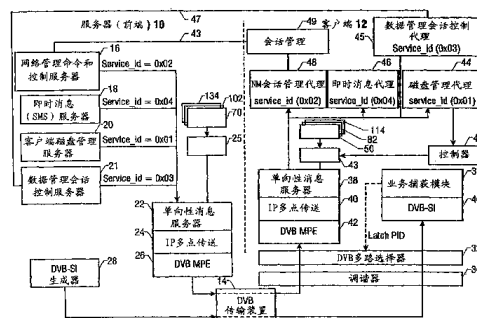 服务器(前端)10
47
43
16
网络管理命令和
控制服务器
Service_id = 0x02
18
即时消息
(SMS)服务器
Service_id = 0x04
20
客户端磁盘管理
服务器
Service_id = 0x01
21
数据管理会话
控制服务器
Service_id = 0x03
134
102
70
25
22
单向性消息
服务器
24
IP多点传送
26
DVB MPE
28
DVB-SI
生成器
14
DVB
传输装置
49
客户端 12
会话管理
45
数据管理会话控制
代理
Service_id (0x03)
48
46
44
NM会话管理代理
service_id (0x02)
即时消息代理
service_id (0x04)
磁盘管理代理
service_id (0x01)
114
82
50
43
控制器
单向性消息
服务器
38
IP多点传送
40
DVB MPE
42
业务捕获模块
DVB-SI
Latch PID
DVB多路选择器
调谐器